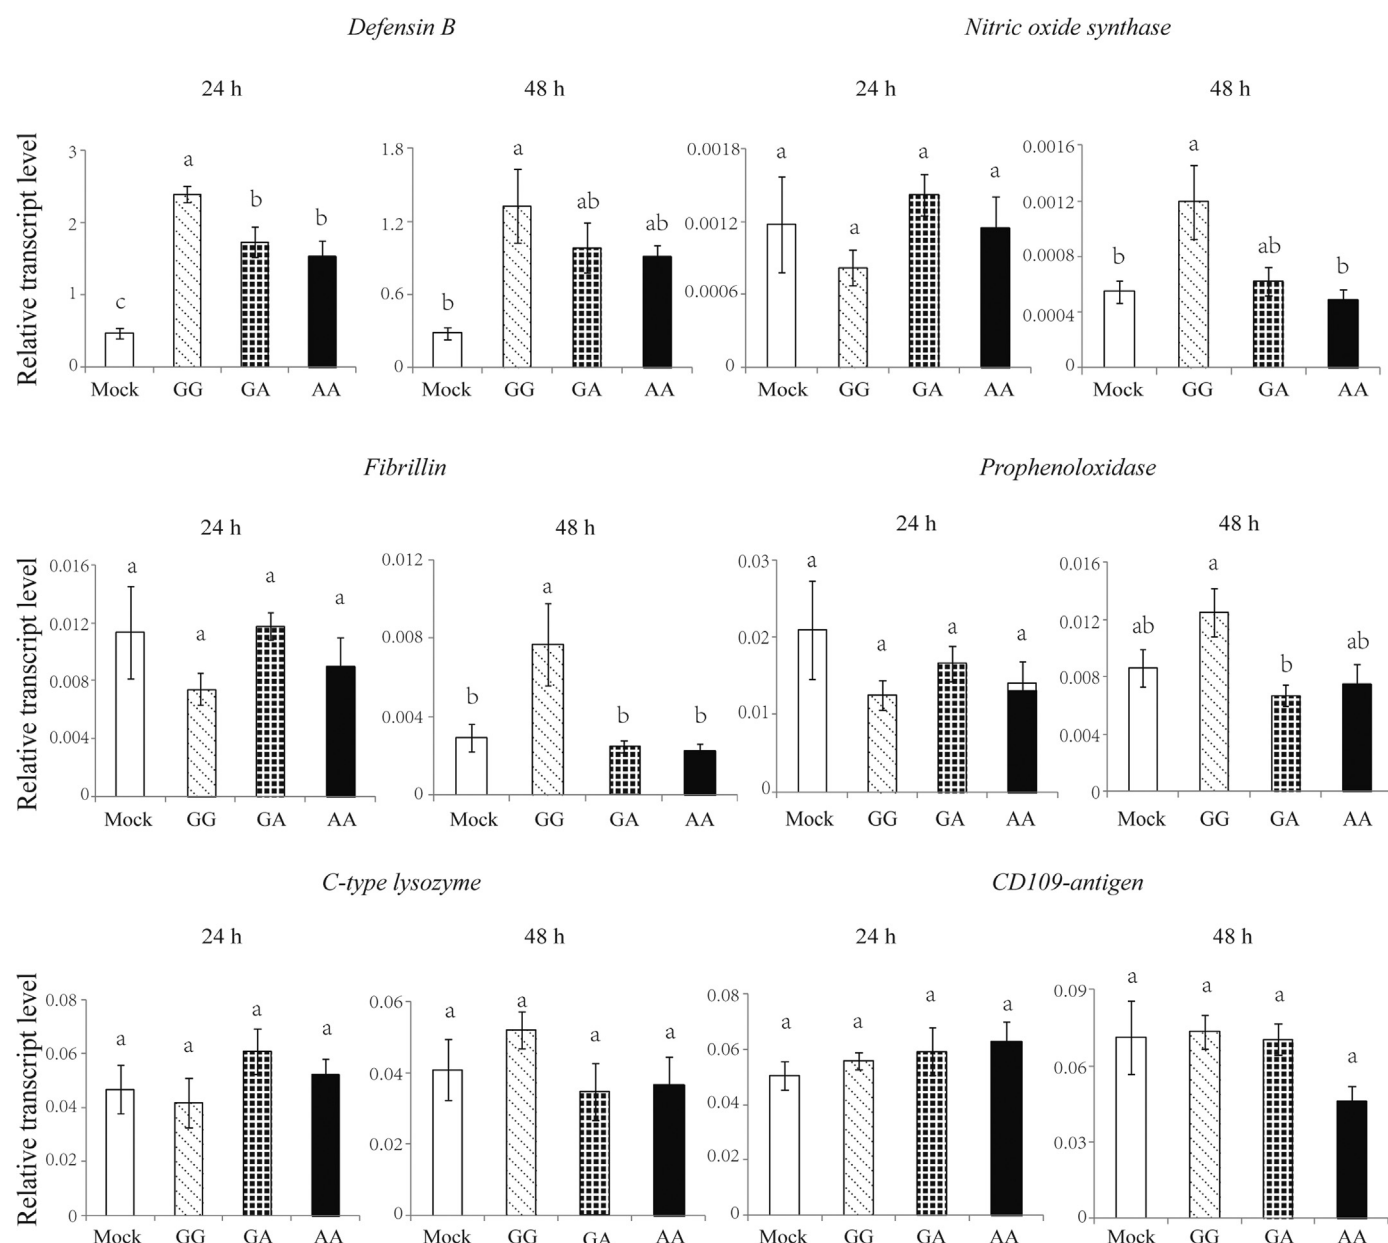 Defensin B
Nitric oxide synthase
24 h
48 h
24 h
48 h
Relative transcript level
3
2
1
0
c
a
b
b
Mock GG GA AA
1.8
1.2
0.6
0
b
a
ab
ab
Mock GG GA AA
0.0018
0.0012
0.0006
0
a
a
a
a
Mock GG GA AA
0.0016
0.0012
0.0008
0.0004
0
b
a
ab
b
Mock GG GA AA
Fibrillin
Prophenoloxidase
24 h
48 h
24 h
48 h
Relative transcript level
0.016
0.012
0.008
0.004
0
a
a
a
a
Mock GG GA AA
0.012
0.008
0.004
0
b
a
b
b
Mock GG GA AA
0.03
0.02
0.01
0
a
a
a
a
Mock GG GA AA
0.016
0.012
0.008
0.004
0
ab
a
b
ab
Mock GG GA AA
C-type lysozyme
CD109-antigen
24 h
48 h
24 h
48 h
Relative transcript level
0.08
0.06
0.04
0.02
0
a
a
a
a
Mock GG GA AA
0.06
0.04
0.02
0
a
a
a
a
Mock GG GA AA
0.08
0.06
0.04
0.02
0
a
a
a
a
Mock GG GA AA
0.09
0.06
0.03
0
a
a
a
a
Mock GG GA AA